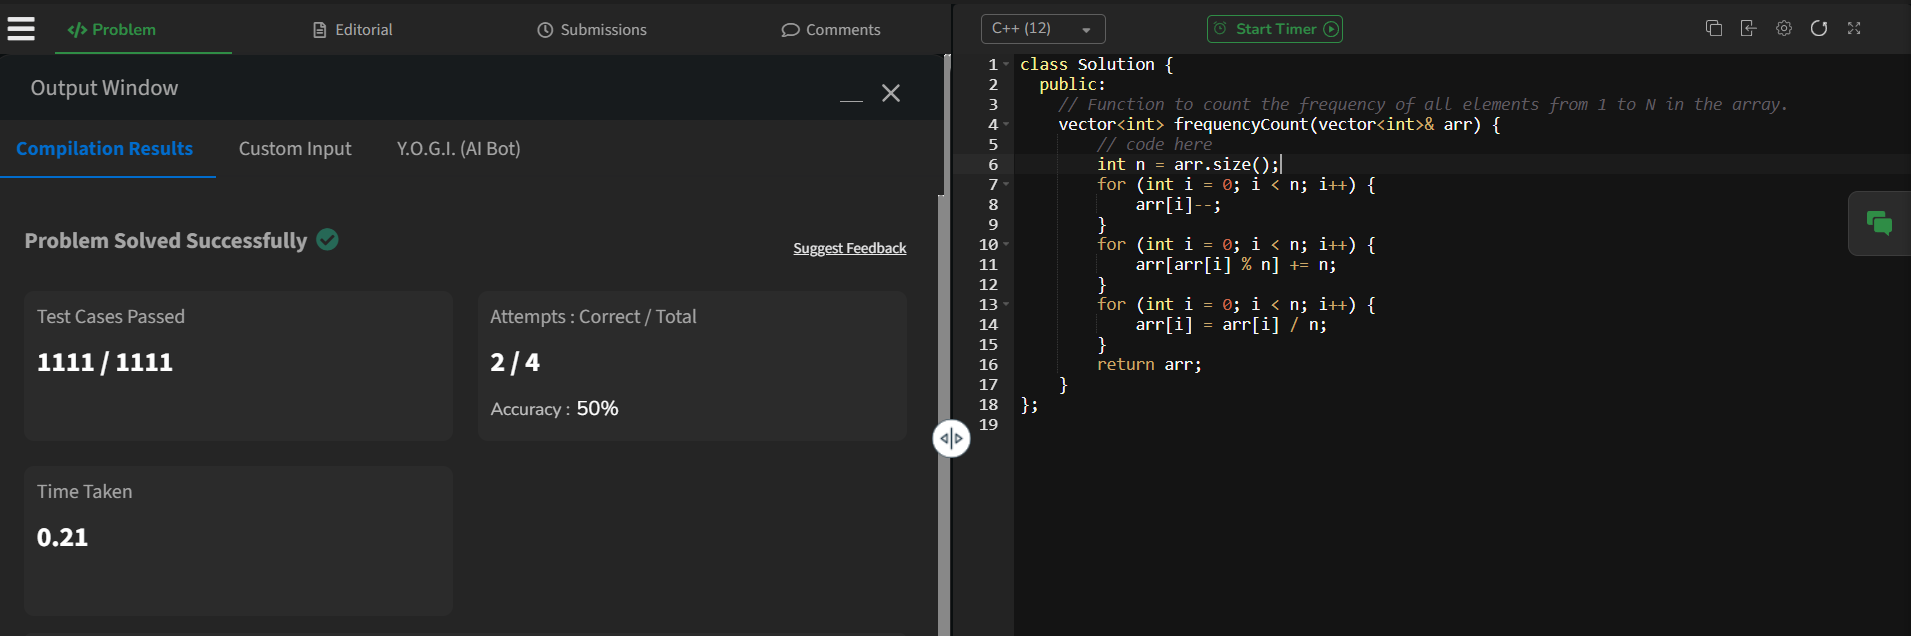 Problem
Editorial
Submissions
Comments
Output Window
Compilation Results
Custom Input
Y.O.G.I. (AI Bot)
Problem Solved Successfully
Suggest Feedback
Test Cases Passed
1111 / 1111
Attempts : Correct / Total
2 / 4
Accuracy : 50%
Time Taken
0.21
C++ (12)
Start Timer
1 class Solution {
2   public:
3     // Function to count the frequency of all elements from 1 to N in the array.
4     vector<int> frequencyCount(vector<int>& arr) {
5         // code here
6         int n = arr.size();
7         for (int i = 0; i < n; i++) {
8             arr[i]--;
9         }
10         for (int i = 0; i < n; i++) {
11             arr[arr[i] % n] += n;
12         }
13         for (int i = 0; i < n; i++) {
14             arr[i] = arr[i] / n;
15         }
16         return arr;
17     }
18 };
19